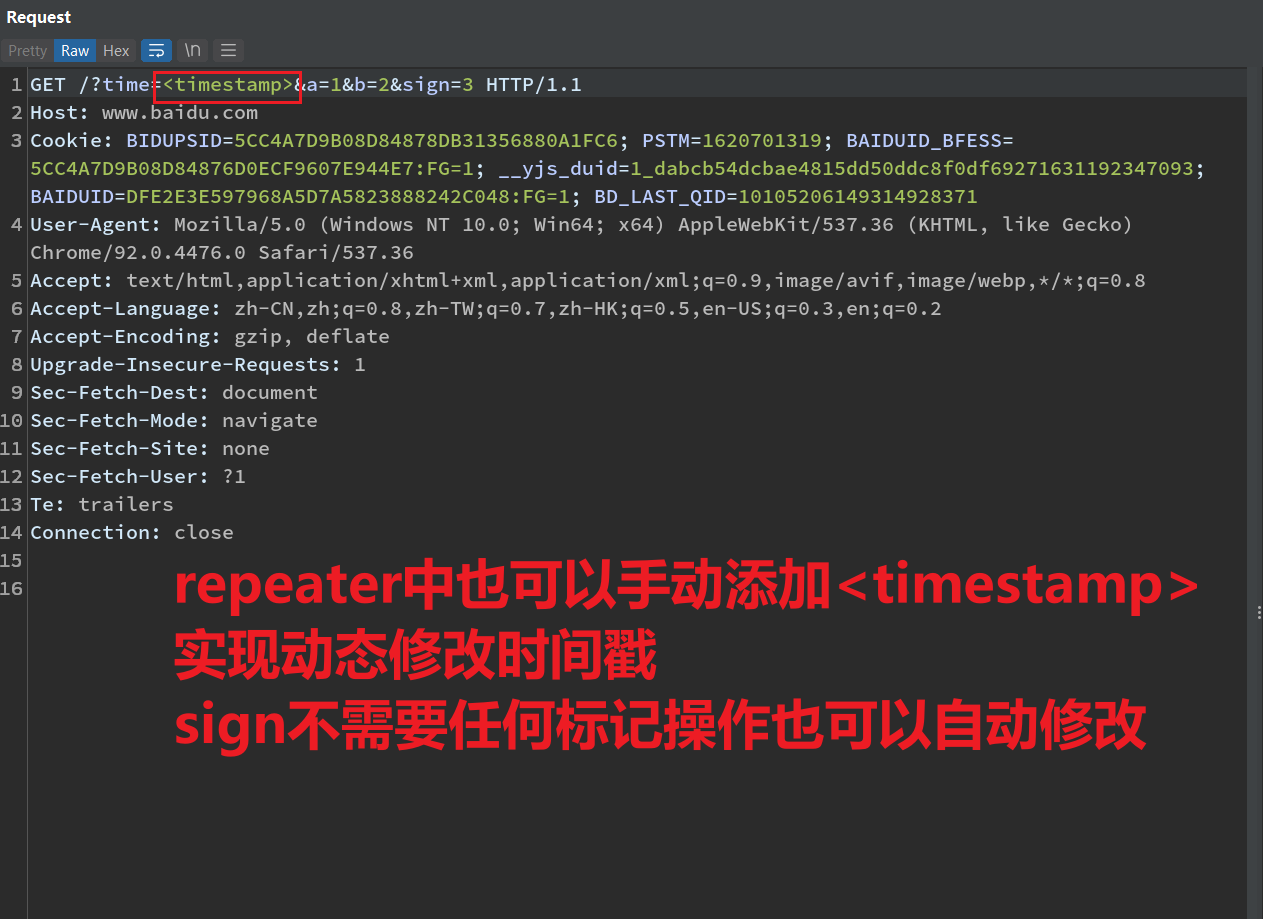 Request
Pretty Raw Hex \n
1 GET /?time=<timestamp>&a=1&b=2&sign=3 HTTP/1.1
2 Host: www.baidu.com
3 Cookie: BIDUPSID=5CC4A7D9B08D84878DB31356880A1FC6; PSTM=1620701319; BAIDUID_BFESS=
5CC4A7D9B08D84876D0ECF9607E944E7:FG=1; __yjs_duid=1_dabcb54dcbae4815dd50ddc8f0df69271631192347093;
BAIDUID=DFE2E3E597968A5D7A5823888242C048:FG=1; BD_LAST_QID=10105206149314928371
4 User-Agent: Mozilla/5.0 (Windows NT 10.0; Win64; x64) AppleWebKit/537.36 (KHTML, like Gecko)
Chrome/92.0.4476.0 Safari/537.36
5 Accept: text/html,application/xhtml+xml,application/xml;q=0.9,image/avif,image/webp,*/*;q=0.8
6 Accept-Language: zh-CN,zh;q=0.8,zh-TW;q=0.7,zh-HK;q=0.5,en-US;q=0.3,en;q=0.2
7 Accept-Encoding: gzip, deflate
8 Upgrade-Insecure-Requests: 1
9 Sec-Fetch-Dest: document
10 Sec-Fetch-Mode: navigate
11 Sec-Fetch-Site: none
12 Sec-Fetch-User: ?1
13 Te: trailers
14 Connection: close
15
16
repeater中也可以手动添加<timestamp>
实现动态修改时间戳
sign不需要任何标记操作也可以自动修改